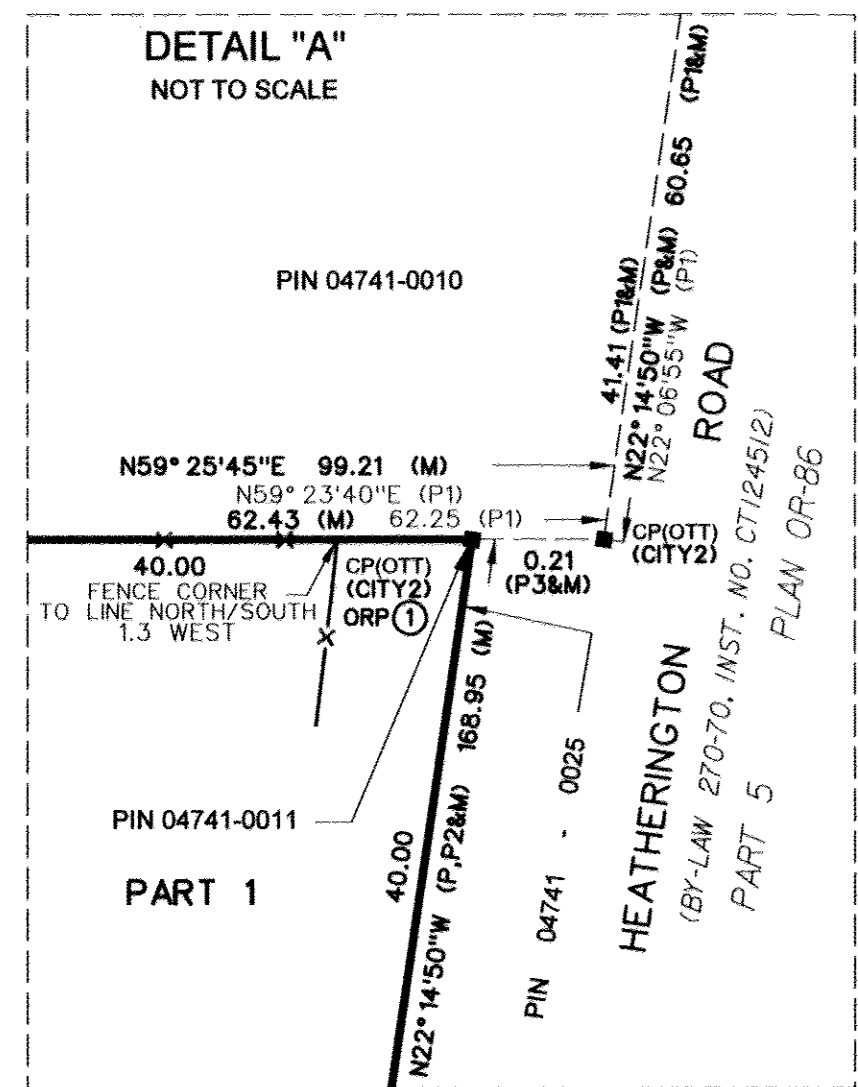 DETAIL "A"
NOT TO SCALE
PIN 04741-0010
60.65 (P1&M)
41.41 (P1&M)
N22° 14'50"W (P&M)
N22° 06'55"W (P1)
N59° 25'45"E 99.21 (M)
N59° 23'40"E (P1)
62.43 (M) 62.25 (P1)
40.00
FENCE CORNER
TO LINE NORTH/SOUTH
1.3 WEST
CP(OTT)
(CITY2)
ORP 1
0.21
(P3&M)
CP(OTT)
(CITY2)
PIN 04741-0011
PART 1
40.00
168.95 (M)
N22° 14'50"W (P,P2&M)
PIN 04741 - 0025
HEATHERINGTON ROAD
(BY-LAW 270-70, INST. NO. CT124512)
PART 5 PLAN OR-86